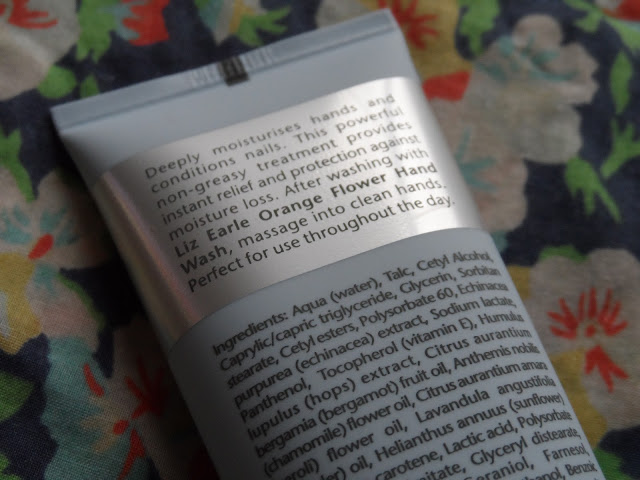 Deeply moisturises hands and
conditions nails. This powerful
non-greasy treatment provides
instant relief and protection against
moisture loss. After washing with
Liz Earle Orange Flower Hand
Wash, massage into clean hands.
Perfect for use throughout the day.
Ingredients: Aqua (water), Talc, Cetyl Alcohol,
Caprylic/capric triglyceride, Glycerin, Sorbitan
stearate, Cetyl esters, Polysorbate 60, Echinacea
purpurea (echinacea) extract, Sodium lactate,
Panthenol, Tocopherol (vitamin E), Humulus
lupulus (hops) extract, Citrus aurantium
bergamia (bergamot) fruit oil, Anthemis nobilis
(chamomile) flower oil, Citrus aurantium amara
flower oil, Lavandula angustifolia
oil, Helianthus annuus (sunflower)
carotene, Lactic acid, Polysorbate
Glyceryl distearate,
Geraniol, Farnesol,